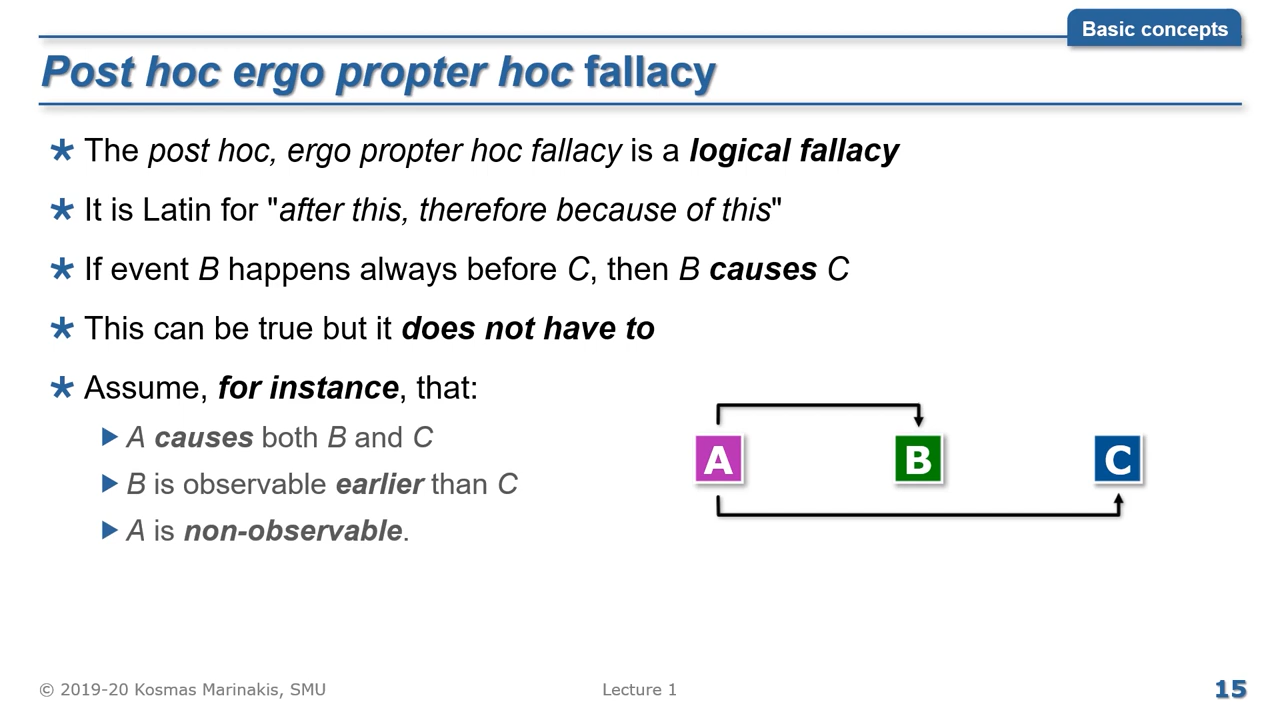 Basic concepts
Post hoc ergo propter hoc fallacy
The post hoc, ergo propter hoc fallacy is a logical fallacy
It is Latin for "after this, therefore because of this"
If event B happens always before C, then B causes C
This can be true but it does not have to
Assume, for instance, that:
A causes both B and C
B is observable earlier than C
A is non-observable.
A B C
© 2019-20 Kosmas Marinakis, SMU
Lecture 1
15